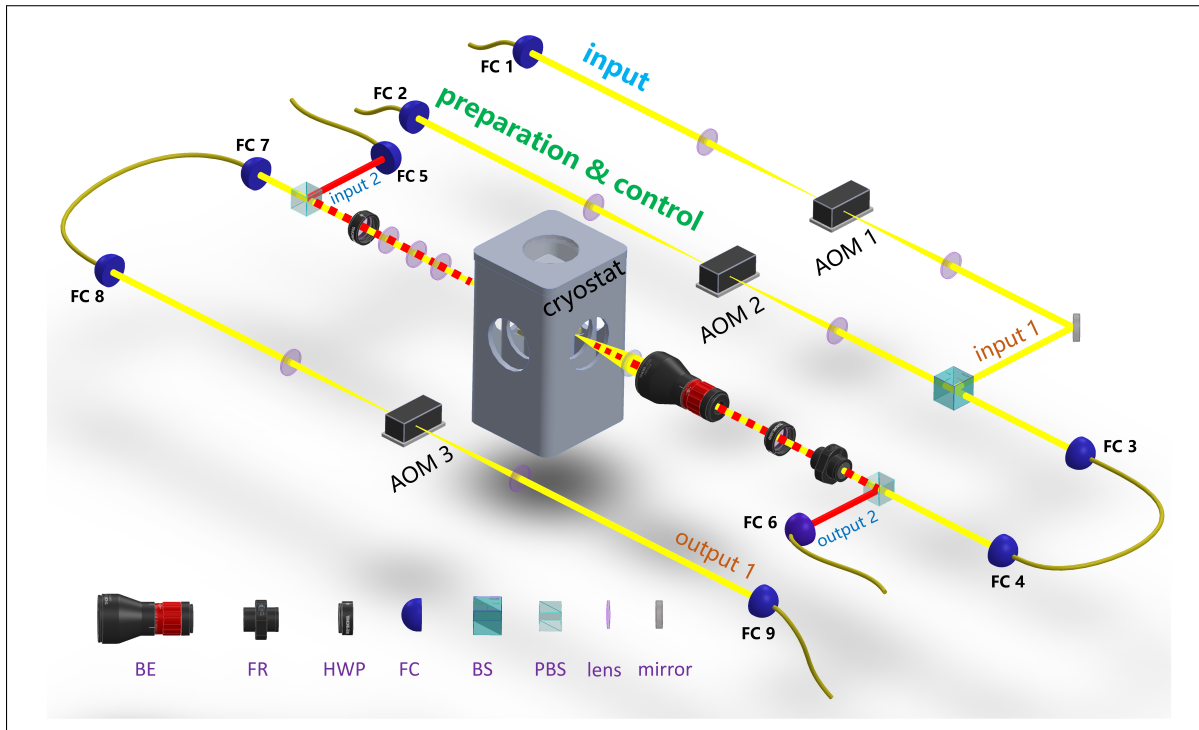 FC 1
input
FC 2
preparation & control
FC 7
FC 5
input 2
AOM 1
cryostat
AOM 2
FC 8
input 1
AOM 3
FC 3
FC 6
output 2
FC 4
output 1
FC 9
BE
FR
HWP
FC
BS
PBS
lens
mirror